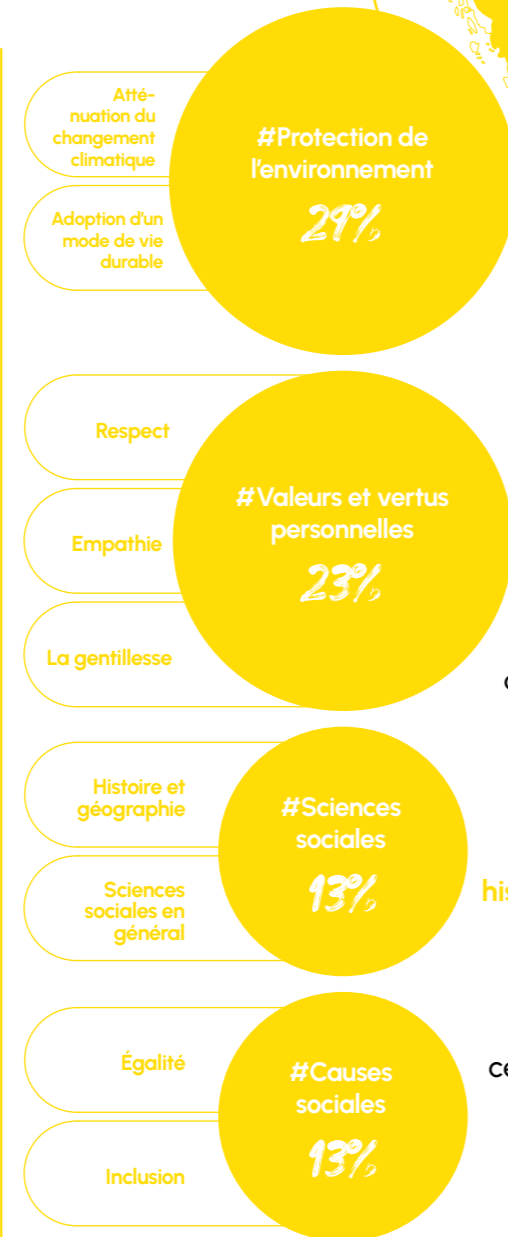 Atté-
nuation du
changement
climatique
Adoption d'un
mode de vie
durable
#Protection de
l'environnement
29%
Respect
Empathie
La gentillesse
#Valeurs et vertus
personnelles
23%
Histoire et
géographie
Sciences
sociales en
général
#Sciences
sociales
13%
his
Égalité
Inclusion
#Causes
sociales
13%
ce